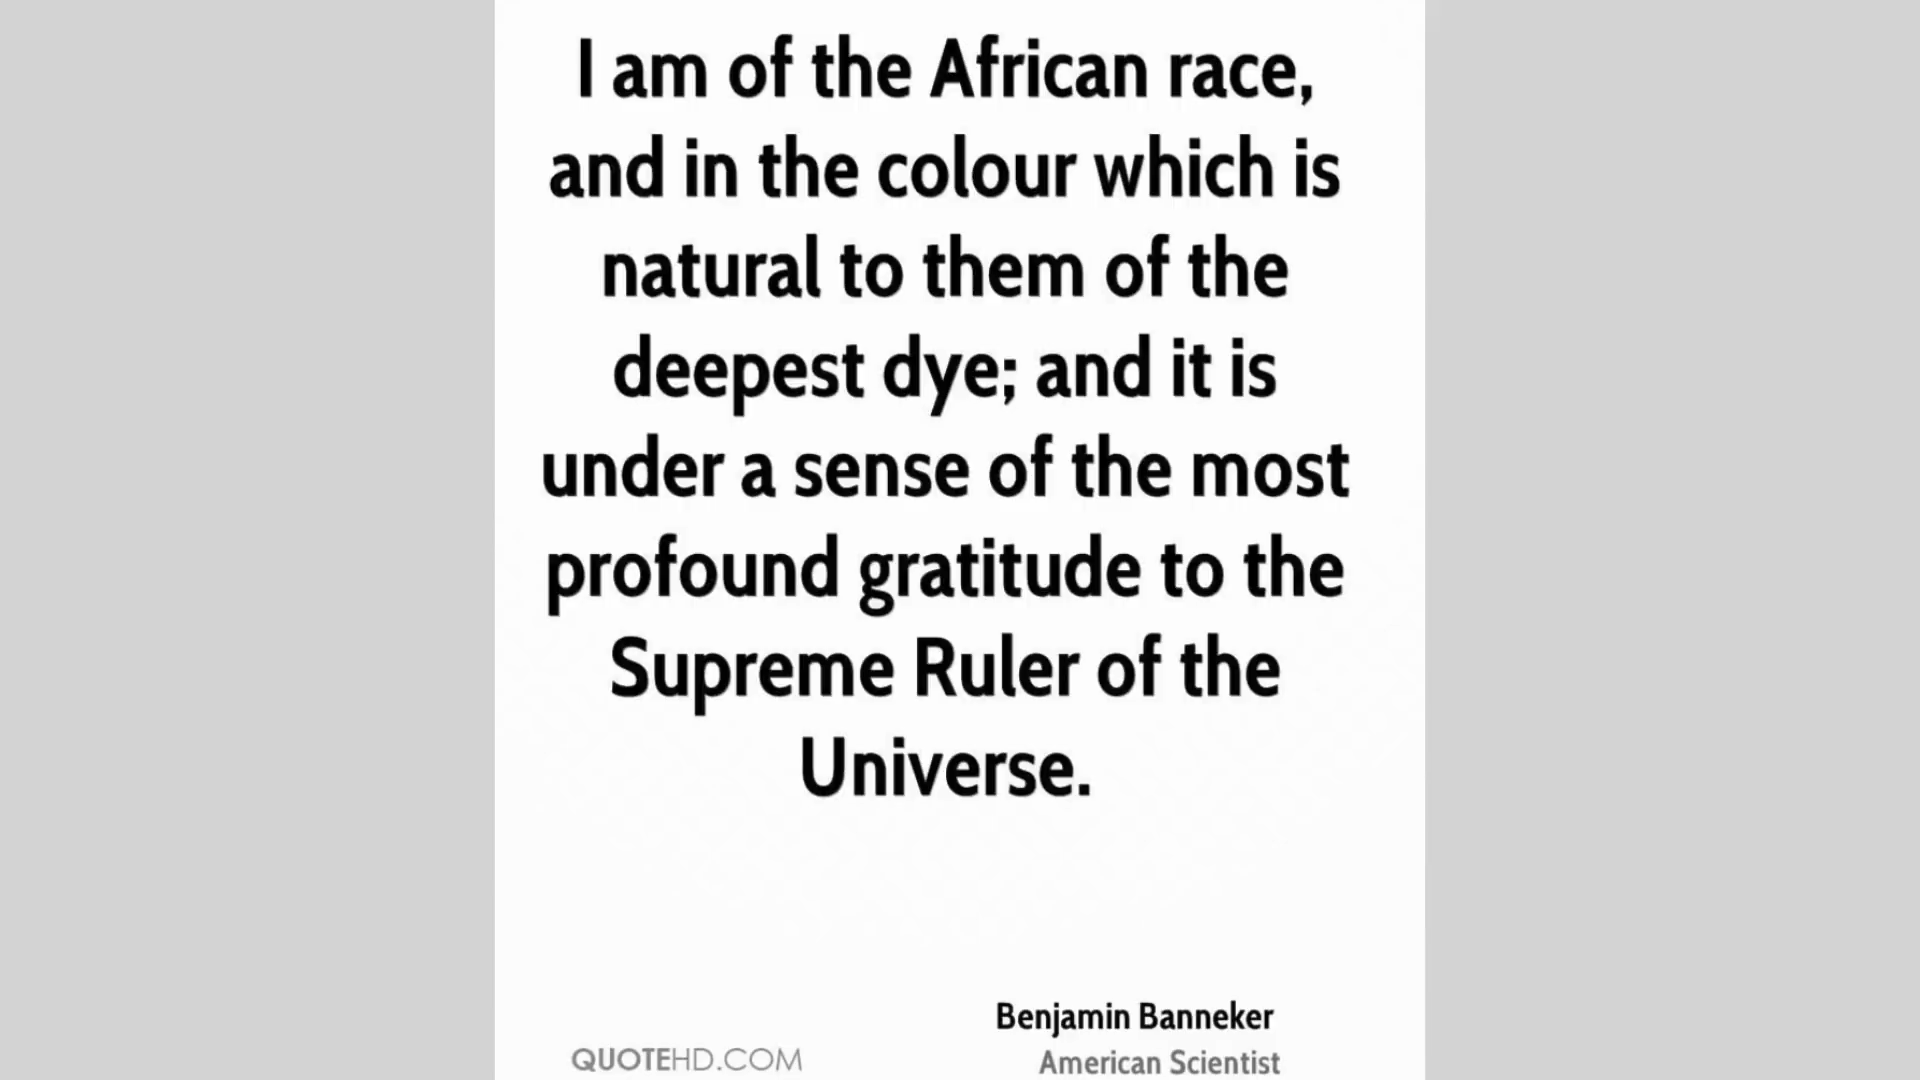 I am of the African race,
and in the colour which is
natural to them of the
deepest dye; and it is
under a sense of the most
profound gratitude to the
Supreme Ruler of the
Universe.
Benjamin Banneker
American Scientist
QUOTEHD.COM